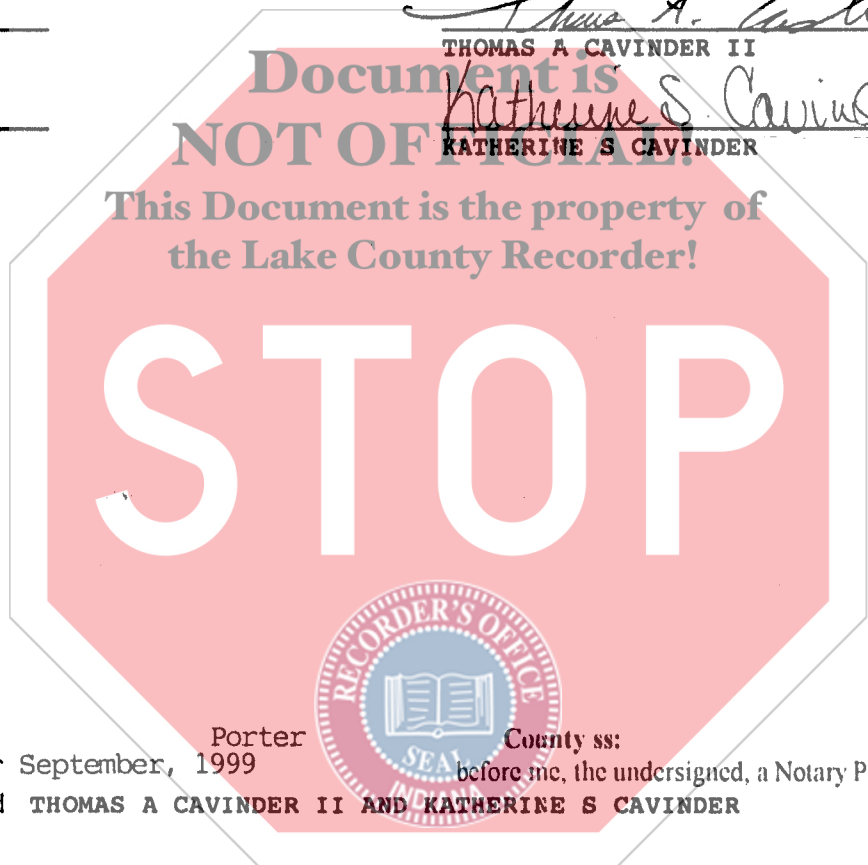 Thomas A.
THOMAS A CAVINDER II
Katherine S. Cavind
KATHERINE S CAVINDER
Document is
NOT OFFICIAL!
This Document is the property of
the Lake County Recorder!
STOP
RECORDER'S OFFICE
SEAL
INDIANA
Porter County ss:
September, 1999 before me, the undersigned, a Notary P
THOMAS A CAVINDER II AND KATHERINE S CAVINDER